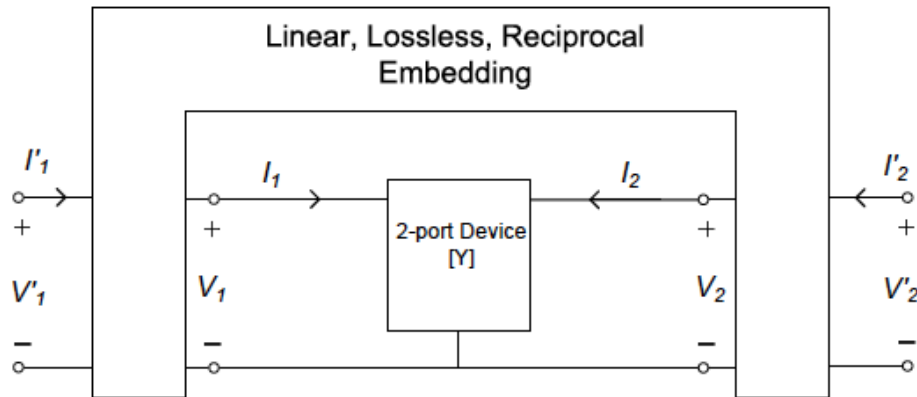 Linear, Lossless, Reciprocal
Embedding
I'1
I1
I2
I'2
+
+
2-port Device
[Y]
+
+
V'1
V1
V2
V'2
−
−
−
−